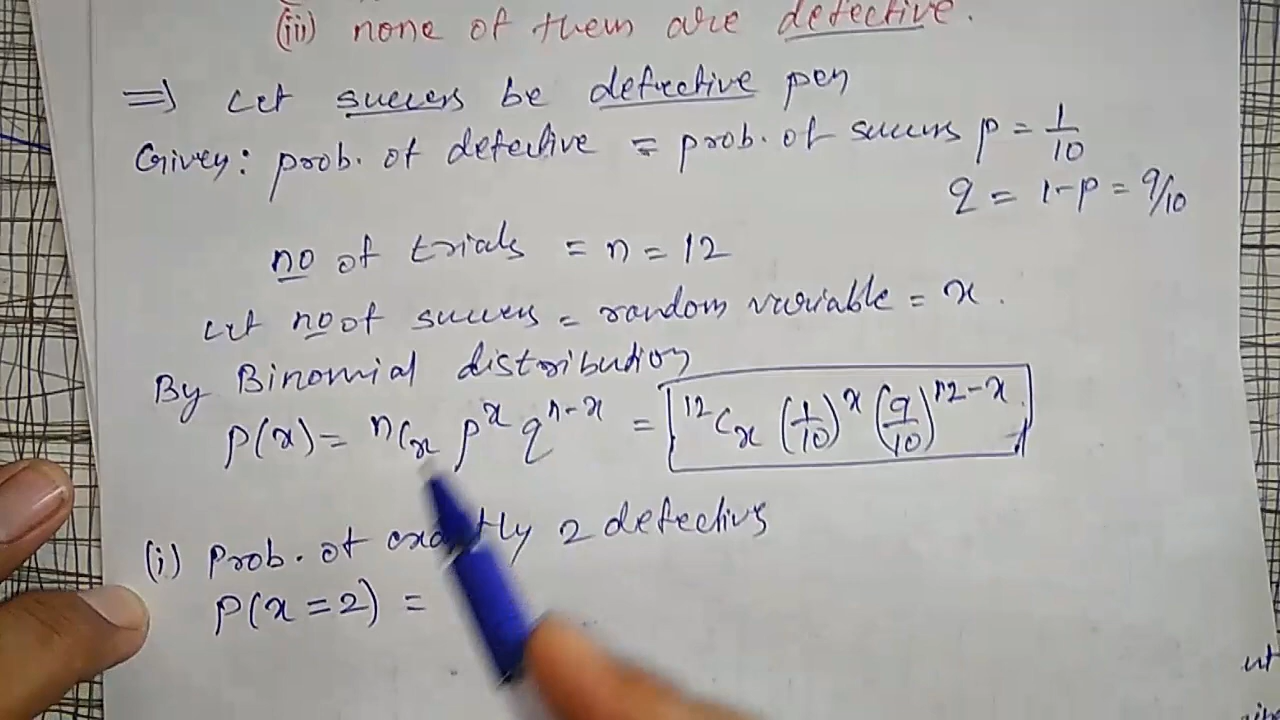 (iii) none of them are defective.
⇒ Let success be defective pen
Given: prob. of defective = prob. of success p = 1/10
q = 1-p = 9/10
no of trials = n = 12
Let no of success = random variable = x.
By Binomial distribution
P(x) = ⁿCₓ pˣ qⁿ⁻ˣ = ¹²Cₓ (1/10)ˣ (9/10)¹²⁻ˣ
(i) Prob. of exactly 2 defectives
P(x=2) =